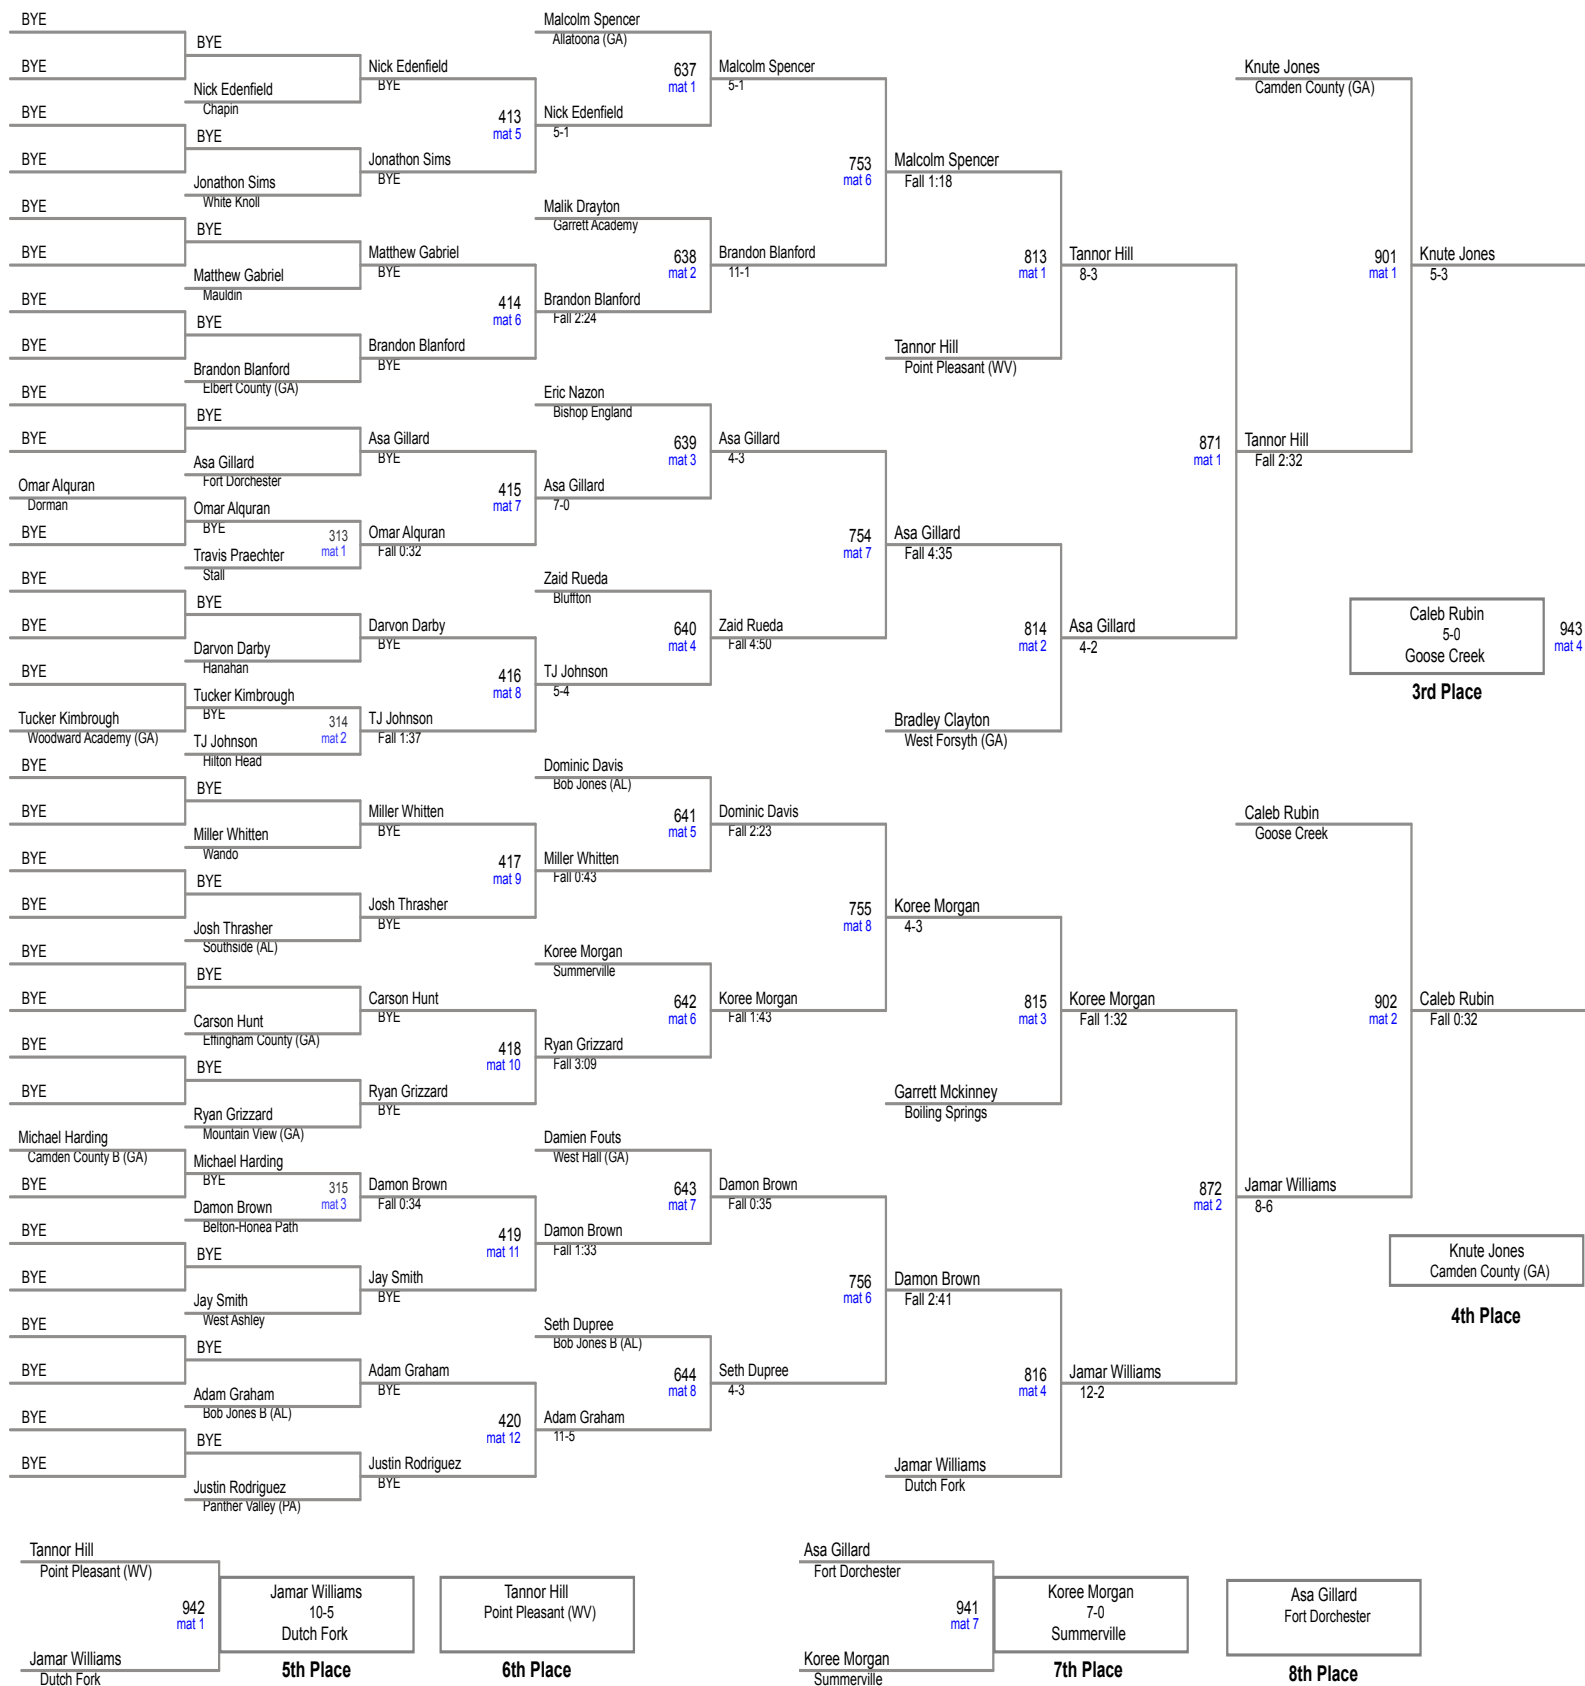 BYE
BYE
BYE
BYE
BYE
BYE
BYE
BYE
BYE
BYE
Omar Alquran
Dorman
BYE
BYE
BYE
BYE
Tucker Kimbrough
Woodward Academy (GA)
BYE
BYE
BYE
BYE
BYE
BYE
BYE
BYE
Michael Harding
Camden County B (GA)
BYE
BYE
BYE
BYE
BYE
BYE
BYE
BYE
Nick Edenfield
Chapin
BYE
Jonathon Sims
White Knoll
BYE
Matthew Gabriel
Mauldin
BYE
Brandon Blanford
Elbert County (GA)
BYE
Asa Gillard
Fort Dorchester
Omar Alquran
BYE
313
mat 1
Travis Praechter
Stall
BYE
Darvon Darby
Hanahan
Tucker Kimbrough
BYE
314
mat 2
TJ Johnson
Hilton Head
BYE
Miller Whitten
Wando
BYE
Josh Thrasher
Southside (AL)
BYE
Carson Hunt
Effingham County (GA)
BYE
Ryan Grizzard
Mountain View (GA)
Michael Harding
BYE
315
mat 3
Damon Brown
Belton-Honea Path
BYE
Jay Smith
West Ashley
BYE
Adam Graham
Bob Jones B (AL)
BYE
Justin Rodriguez
Panther Valley (PA)
Nick Edenfield
BYE
413
mat 5
Jonathon Sims
BYE
Matthew Gabriel
BYE
414
mat 6
Brandon Blanford
BYE
Asa Gillard
BYE
415
mat 7
Omar Alquran
Fall 0:32
Darvon Darby
BYE
416
mat 8
TJ Johnson
Fall 1:37
Miller Whitten
BYE
417
mat 9
Josh Thrasher
BYE
Carson Hunt
BYE
418
mat 10
Ryan Grizzard
BYE
Damon Brown
Fall 0:34
419
mat 11
Jay Smith
BYE
Adam Graham
BYE
420
mat 12
Justin Rodriguez
BYE
Malcolm Spencer
Allatoona (GA)
637
mat 1
Nick Edenfield
5-1
Malik Drayton
Garrett Academy
638
mat 2
Brandon Blanford
Fall 2:24
Eric Nazon
Bishop England
639
mat 3
Asa Gillard
7-0
Zaid Rueda
Bluffton
640
mat 4
TJ Johnson
5-4
Dominic Davis
Bob Jones (AL)
641
mat 5
Miller Whitten
Fall 0:43
Koree Morgan
Summerville
642
mat 6
Ryan Grizzard
Fall 3:09
Damien Fouts
West Hall (GA)
643
mat 7
Damon Brown
Fall 1:33
Seth Dupree
Bob Jones B (AL)
644
mat 8
Adam Graham
11-5
Malcolm Spencer
5-1
753
mat 6
Brandon Blanford
11-1
Asa Gillard
4-3
754
mat 7
Zaid Rueda
Fall 4:50
Dominic Davis
Fall 2:23
755
mat 8
Koree Morgan
Fall 1:43
Damon Brown
Fall 0:35
756
mat 6
Seth Dupree
4-3
Malcolm Spencer
Fall 1:18
813
mat 1
Tannor Hill
Point Pleasant (WV)
Asa Gillard
Fall 4:35
814
mat 2
Bradley Clayton
West Forsyth (GA)
Koree Morgan
4-3
815
mat 3
Garrett Mckinney
Boiling Springs
Damon Brown
Fall 2:41
816
mat 4
Jamar Williams
Dutch Fork
Tannor Hill
8-3
871
mat 1
Asa Gillard
4-2
Koree Morgan
Fall 1:32
872
mat 2
Jamar Williams
12-2
Knute Jones
Camden County (GA)
901
mat 1
Tannor Hill
Fall 2:32
Caleb Rubin
Goose Creek
902
mat 2
Jamar Williams
8-6
Knute Jones
5-3
Caleb Rubin
5-0
Goose Creek
943
mat 4
3rd Place
Caleb Rubin
Fall 0:32
Knute Jones
Camden County (GA)
4th Place
Tannor Hill
Point Pleasant (WV)
942
mat 1
Jamar Williams
Dutch Fork
Jamar Williams
10-5
Dutch Fork
5th Place
Tannor Hill
Point Pleasant (WV)
6th Place
Asa Gillard
Fort Dorchester
941
mat 7
Koree Morgan
Summerville
Koree Morgan
7-0
Summerville
7th Place
Asa Gillard
Fort Dorchester
8th Place